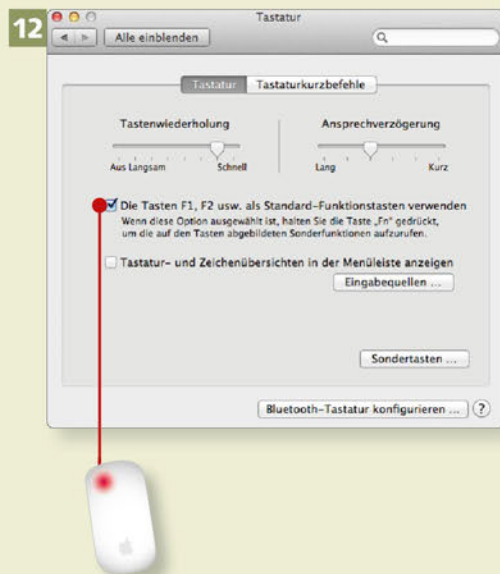 12
Tastatur
Alle einblenden
Tastatur Tastaturkurzbefehle
Tastenwiederholung Ansprechverzögerung
Aus Langsam Schnell Lang Kurz
Die Tasten F1, F2 usw. als Standard-Funktionstasten verwenden
Wenn diese Option ausgewählt ist, halten Sie die Taste „Fn“ gedrückt,
um die auf den Tasten abgebildeten Sonderfunktionen aufzurufen.
Tastatur- und Zeichenübersichten in der Menüleiste anzeigen
Eingabequellen ...
Sondertasten ...
Bluetooth-Tastatur konfigurieren ... ?